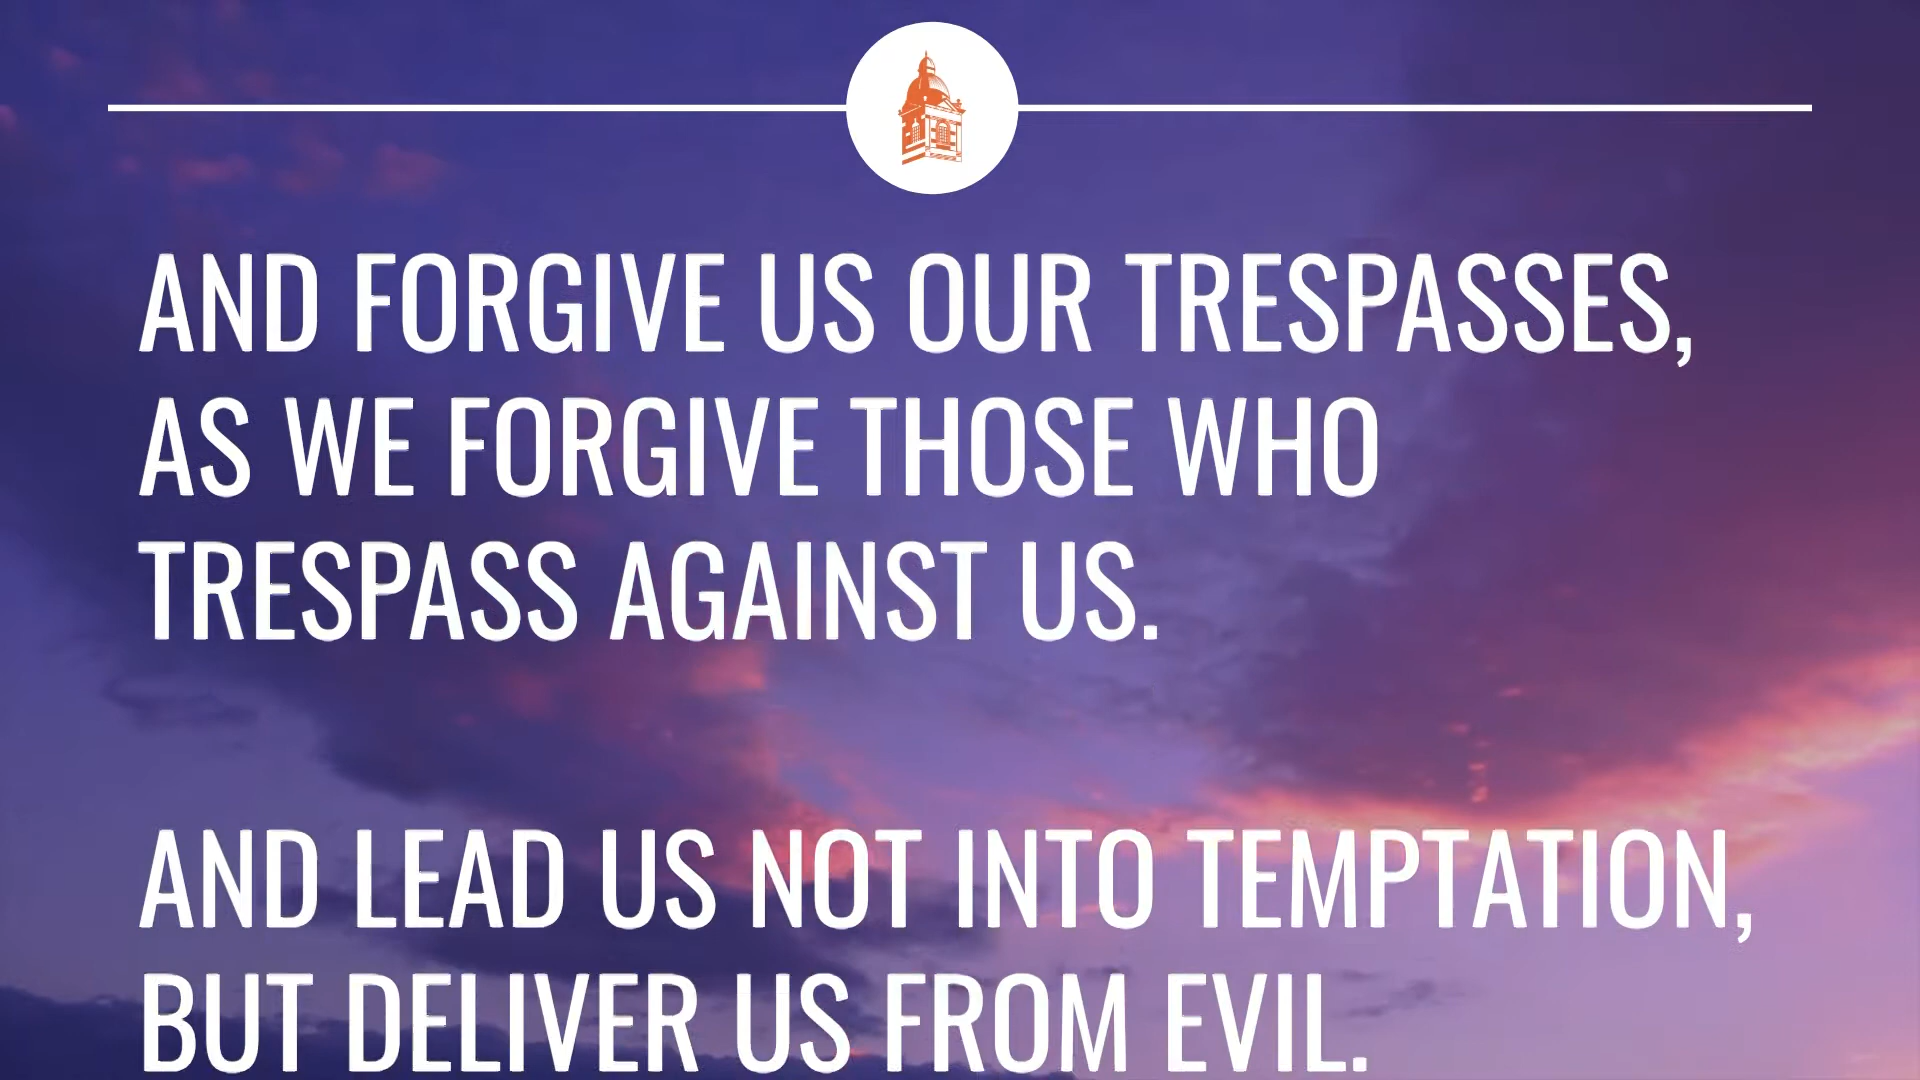 AND FORGIVE US OUR TRESPASSES,
AS WE FORGIVE THOSE WHO
TRESPASS AGAINST US.
AND LEAD US NOT INTO TEMPTATION,
BUT DELIVER US FROM EVIL.